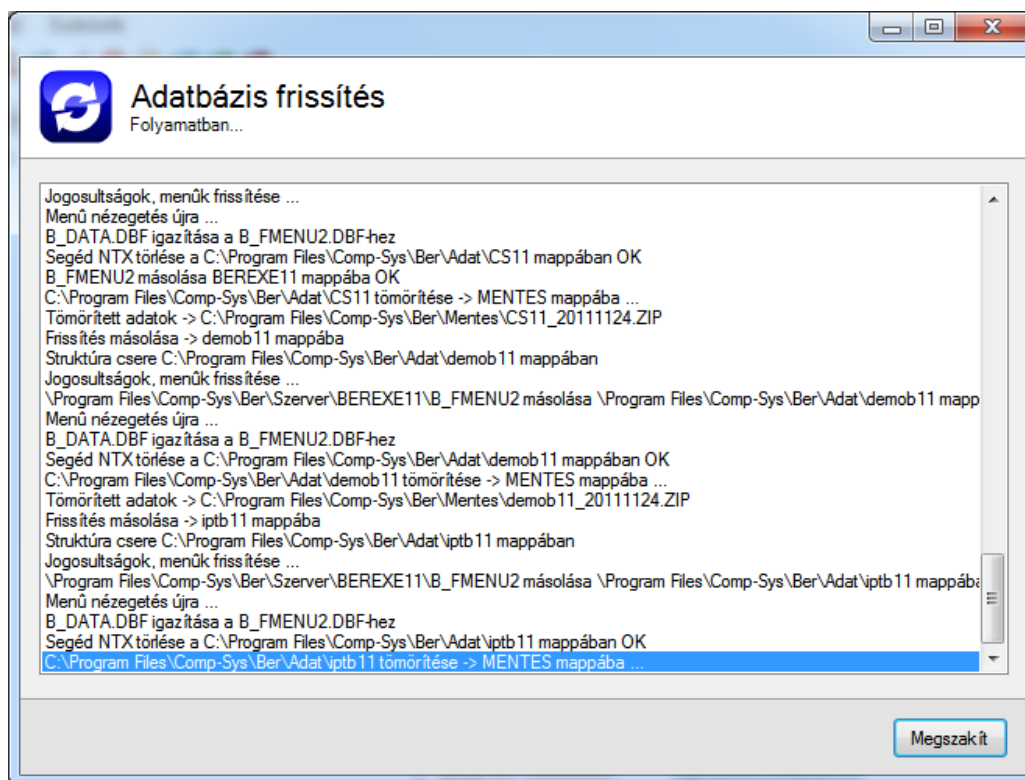 Adatbázis frissítés
Folyamatban...
Jogosultságok, menûk frissítése ...
Menû nézegetés újra ...
B_DATA.DBF igazítása a B_FMENU2.DBF-hez
Segéd NTX törlése a C:\Program Files\Comp-Sys\Ber\Adat\CS11 mappában OK
B_FMENU2 másolása BEREXE11 mappába OK
C:\Program Files\Comp-Sys\Ber\Adat\CS11 tömörítése -> MENTES mappába ...
Tömörített adatok -> C:\Program Files\Comp-Sys\Ber\Mentes\CS11_20111124.ZIP
Frissítés másolása -> demob11 mappába
Struktúra csere C:\Program Files\Comp-Sys\Ber\Adat\demob11 mappában
Jogosultságok, menûk frissítése ...
\Program Files\Comp-Sys\Ber\Szerver\BEREXE11\B_FMENU2 másolása \Program Files\Comp-Sys\Ber\Adat\demob11 mapp
Menû nézegetés újra ...
B_DATA.DBF igazítása a B_FMENU2.DBF-hez
Segéd NTX törlése a C:\Program Files\Comp-Sys\Ber\Adat\demob11 mappában OK
C:\Program Files\Comp-Sys\Ber\Adat\demob11 tömörítése -> MENTES mappába ...
Tömörített adatok -> C:\Program Files\Comp-Sys\Ber\Mentes\demob11_20111124.ZIP
Frissítés másolása -> iptb11 mappába
Struktúra csere C:\Program Files\Comp-Sys\Ber\Adat\iptb11 mappában
Jogosultságok, menûk frissítése ...
\Program Files\Comp-Sys\Ber\Szerver\BEREXE11\B_FMENU2 másolása \Program Files\Comp-Sys\Ber\Adat\iptb11 mappába
Menû nézegetés újra ...
B_DATA.DBF igazítása a B_FMENU2.DBF-hez
Segéd NTX törlése a C:\Program Files\Comp-Sys\Ber\Adat\iptb11 mappában OK
C:\Program Files\Comp-Sys\Ber\Adat\iptb11 tömörítése -> MENTES mappába ...
Megszakít